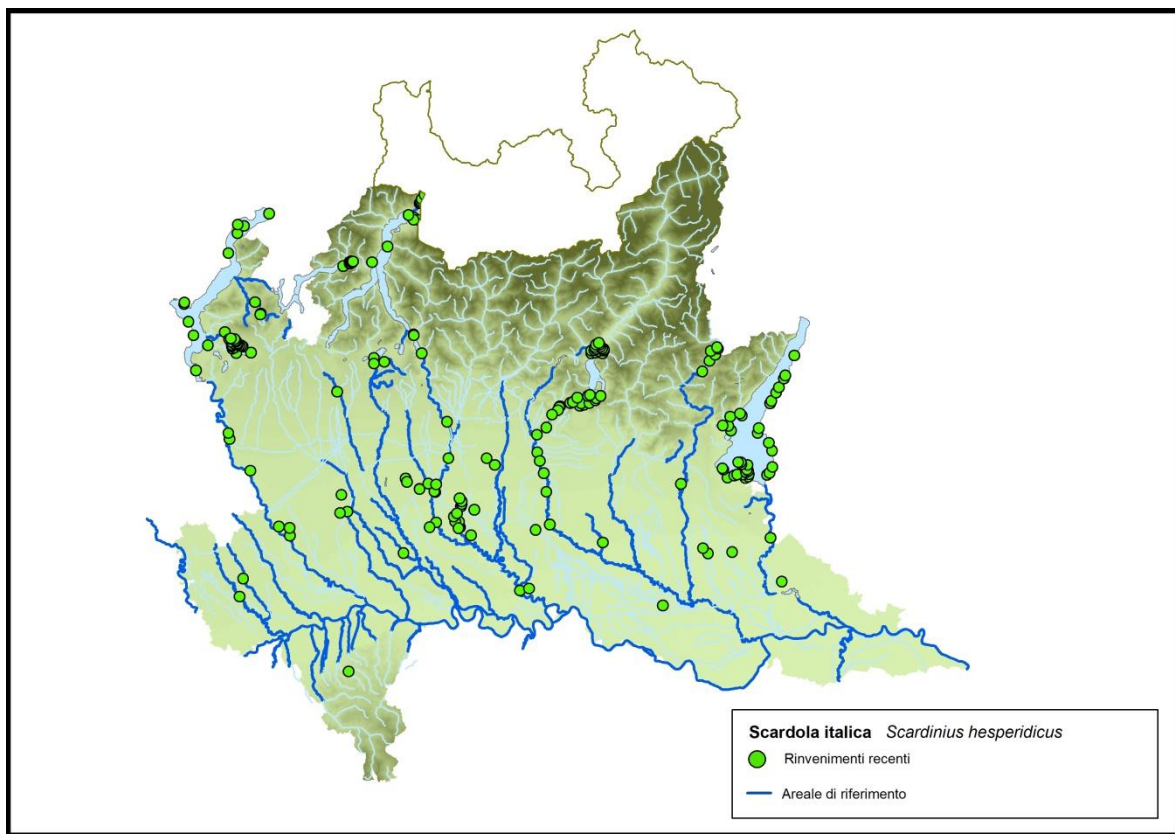 Scardola italica Scardinius hesperidicus
Rinvenimenti recenti
Areale di riferimento